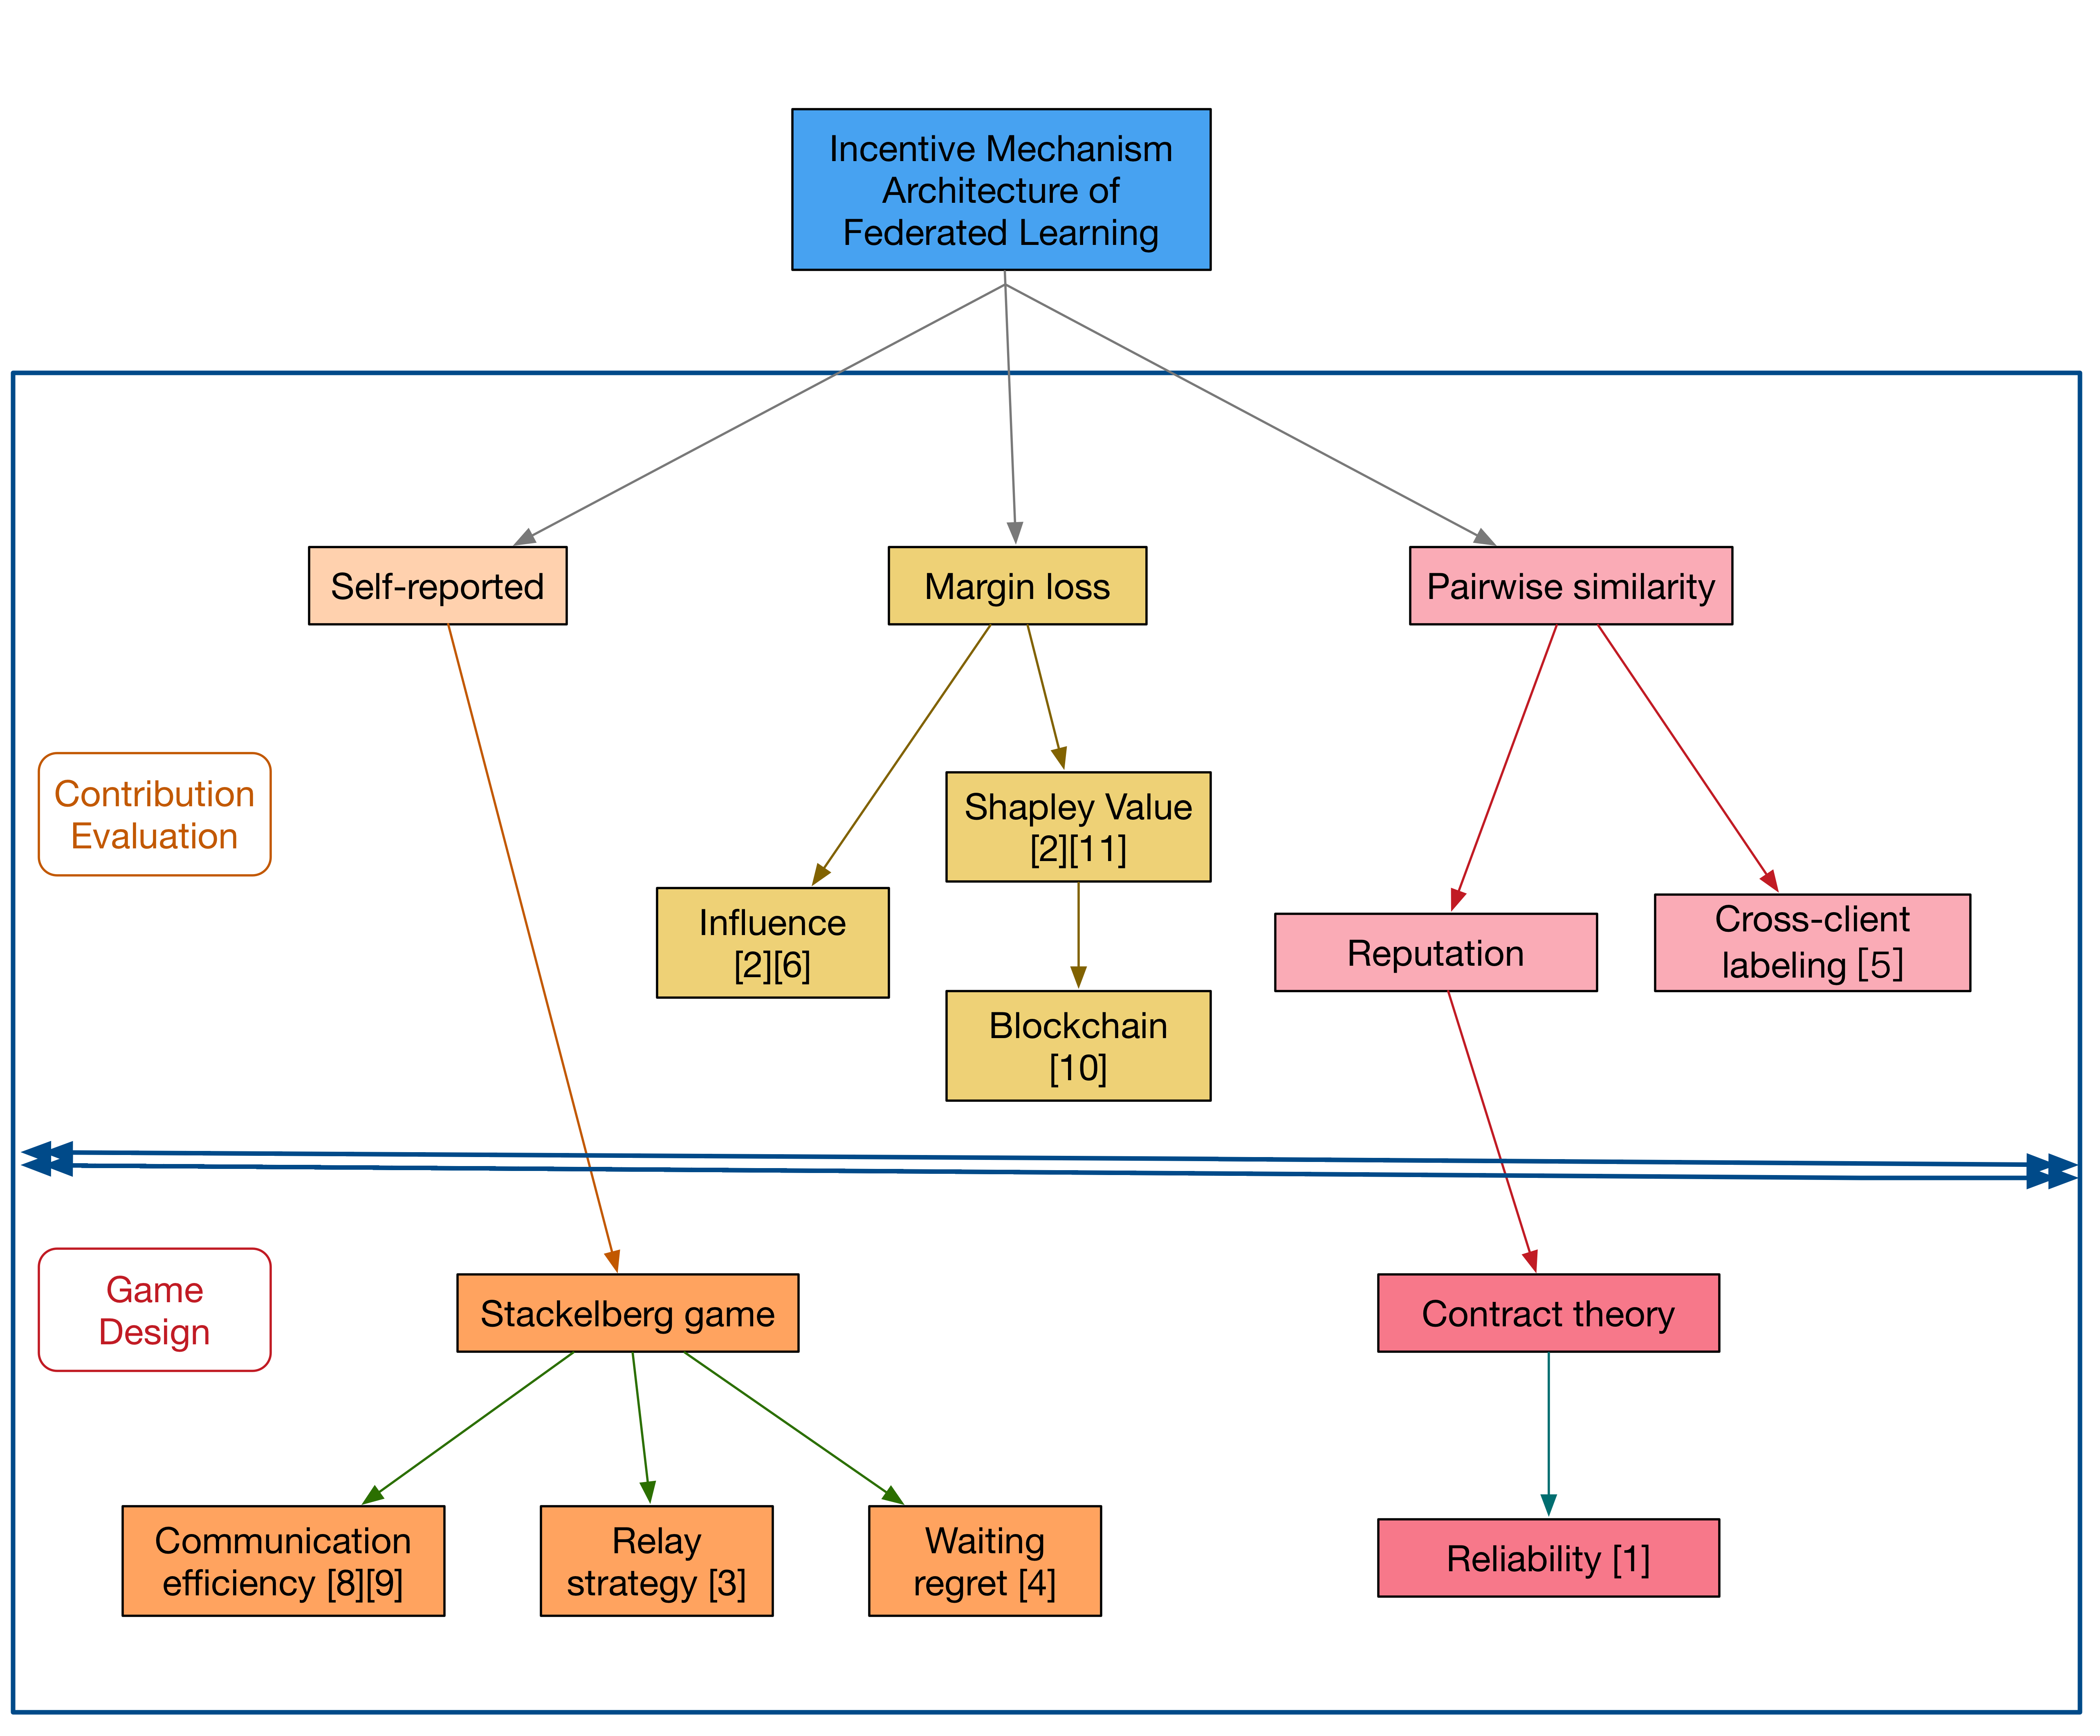 Incentive Mechanism
Architecture of
Federated Learning
Self-reported
Margin loss
Pairwise similarity
Contribution
Evaluation
Shapley Value
[2][11]
Influence
[2][6]
Reputation
Cross-client
labeling [5]
Blockchain
[10]
Game
Design
Stackelberg game
Contract theory
Communication
efficiency [8][9]
Relay
strategy [3]
Waiting
regret [4]
Reliability [1]